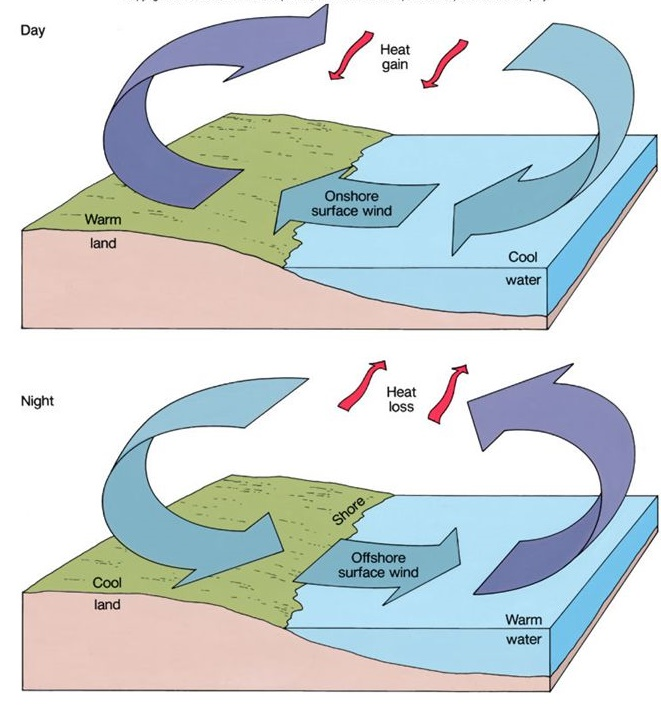 Day
Heat
gain
Onshore
surface wind
Warm
land
Cool
water
Night
Heat
loss
Shore
Offshore
surface wind
Cool
land
Warm
water